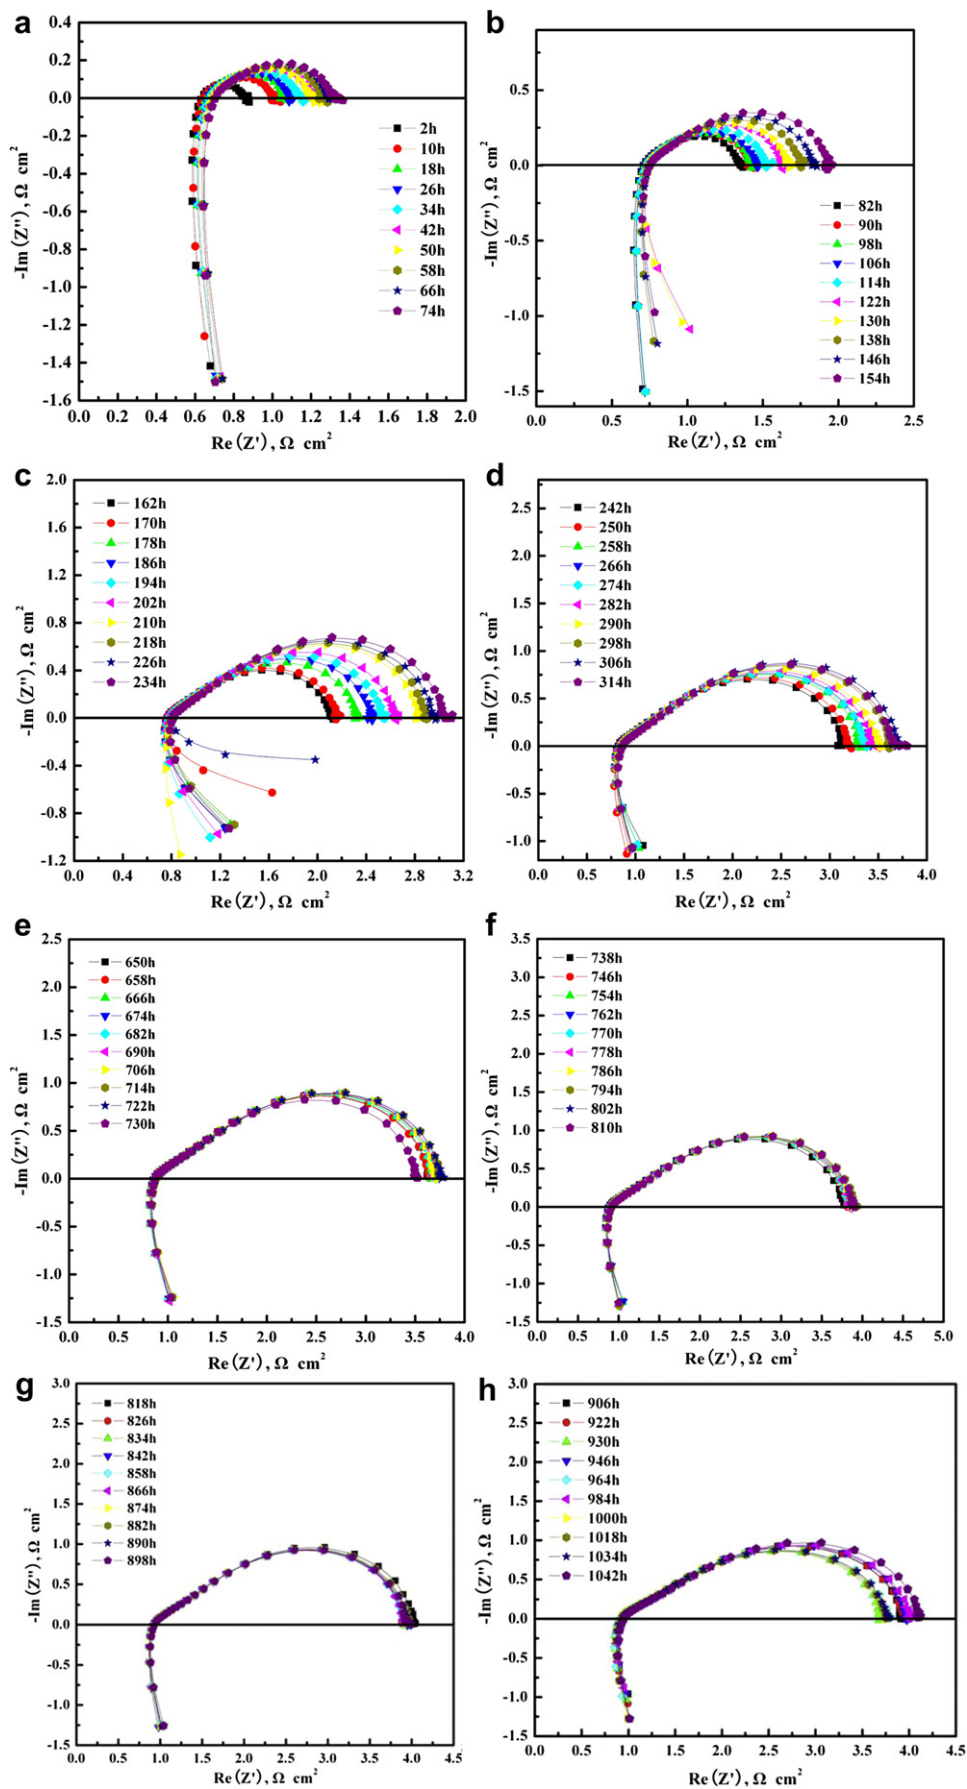 a
0.4
0.2
0.0
-0.2
-0.4
-0.6
-0.8
-1.0
-1.2
-1.4
-1.6
-Im(Z''), Ω cm²
2h
10h
18h
26h
34h
42h
50h
58h
66h
74h
0.0 0.2 0.4 0.6 0.8 1.0 1.2 1.4 1.6 1.8 2.0
Re(Z'), Ω cm²
b
0.5
0.0
-0.5
-1.0
-1.5
-Im(Z''), Ω cm²
82h
90h
98h
106h
114h
122h
130h
138h
146h
154h
0.0 0.5 1.0 1.5 2.0 2.5
Re(Z'), Ω cm²
c
2.0
1.6
1.2
0.8
0.4
0.0
-0.4
-0.8
-1.2
-Im(Z''), Ω cm²
162h
170h
178h
186h
194h
202h
210h
218h
226h
234h
0.0 0.4 0.8 1.2 1.6 2.0 2.4 2.8 3.2
Re(Z'), Ω cm²
d
2.5
2.0
1.5
1.0
0.5
0.0
-0.5
-1.0
-Im(Z''), Ω cm²
242h
250h
258h
266h
274h
282h
290h
298h
306h
314h
0.0 0.5 1.0 1.5 2.0 2.5 3.0 3.5 4.0
Re(Z'), Ω cm²
e
2.5
2.0
1.5
1.0
0.5
0.0
-0.5
-1.0
-1.5
-Im(Z''), Ω cm²
650h
658h
666h
674h
682h
690h
706h
714h
722h
730h
0.0 0.5 1.0 1.5 2.0 2.5 3.0 3.5 4.0
Re(Z'), Ω cm²
f
3.5
3.0
2.5
2.0
1.5
1.0
0.5
0.0
-0.5
-1.0
-1.5
-Im(Z''), Ω cm²
738h
746h
754h
762h
770h
778h
786h
794h
802h
810h
0.0 0.5 1.0 1.5 2.0 2.5 3.0 3.5 4.0 4.5 5.0
Re(Z'), Ω cm²
g
3.0
2.5
2.0
1.5
1.0
0.5
0.0
-0.5
-1.0
-1.5
-Im(Z''), Ω cm²
818h
826h
834h
842h
858h
866h
874h
882h
890h
898h
0.0 0.5 1.0 1.5 2.0 2.5 3.0 3.5 4.0 4.5
Re(Z'), Ω cm²
h
3.0
2.5
2.0
1.5
1.0
0.5
0.0
-0.5
-1.0
-1.5
-Im(Z''), Ω cm²
906h
922h
930h
946h
964h
984h
1000h
1018h
1034h
1042h
0.0 0.5 1.0 1.5 2.0 2.5 3.0 3.5 4.0 4.5
Re(Z'), Ω cm²